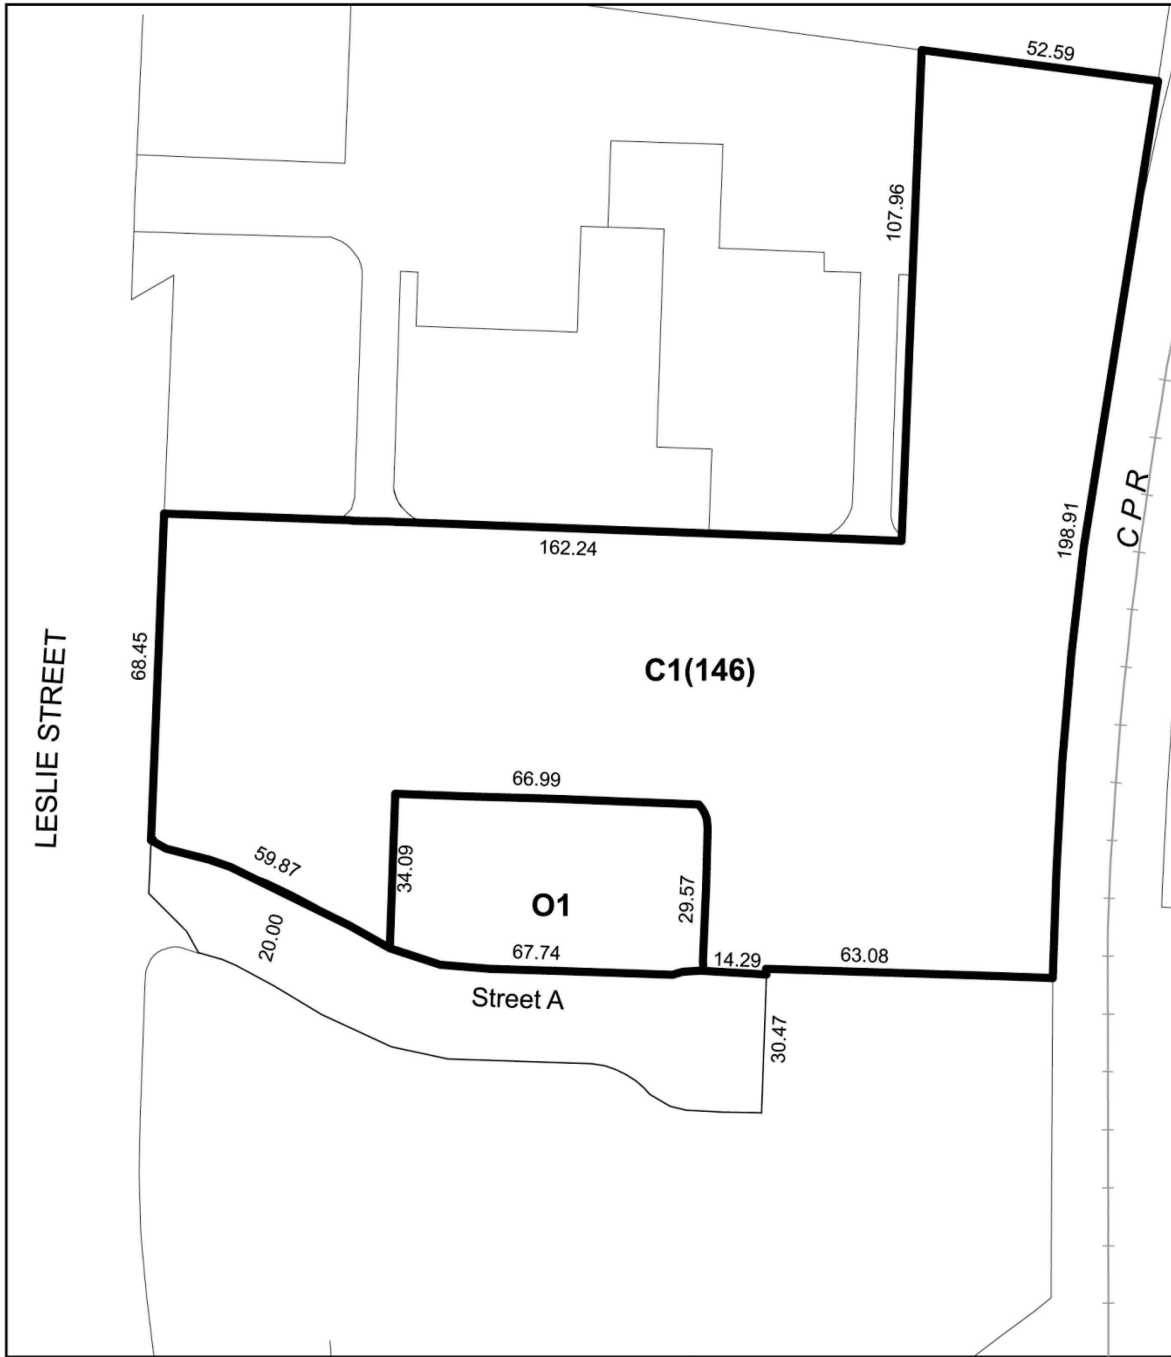 52.59
107.96
198.91
C P R
162.24
68.45
LESLIE STREET
C1(146)
66.99
59.87
34.09
O1
29.57
20.00
67.74
14.29
63.08
Street A
30.47